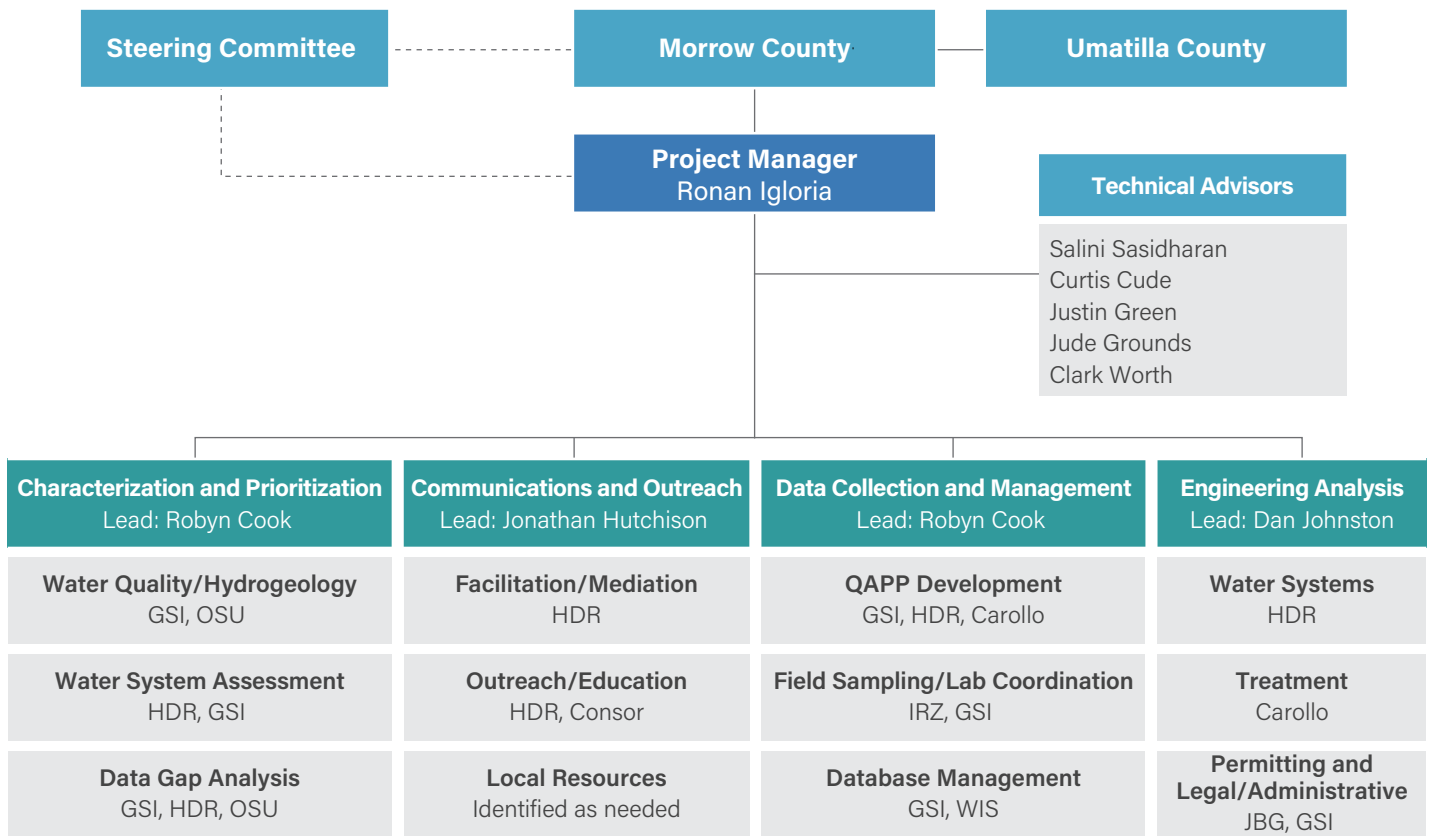 Steering Committee
Morrow County
Umatilla County
Project Manager
Ronan Igloria
Technical Advisors
Salini Sasidharan
Curtis Cude
Justin Green
Jude Grounds
Clark Worth
Characterization and Prioritization
Lead: Robyn Cook
Water Quality/Hydrogeology
GSI, OSU
Water System Assessment
HDR, GSI
Data Gap Analysis
GSI, HDR, OSU
Communications and Outreach
Lead: Jonathan Hutchison
Facilitation/Mediation
HDR
Outreach/Education
HDR, Consor
Local Resources
Identified as needed
Data Collection and Management
Lead: Robyn Cook
QAPP Development
GSI, HDR, Carollo
Field Sampling/Lab Coordination
IRZ, GSI
Database Management
GSI, WIS
Engineering Analysis
Lead: Dan Johnston
Water Systems
HDR
Treatment
Carollo
Permitting and
Legal/Administrative
JBG, GSI